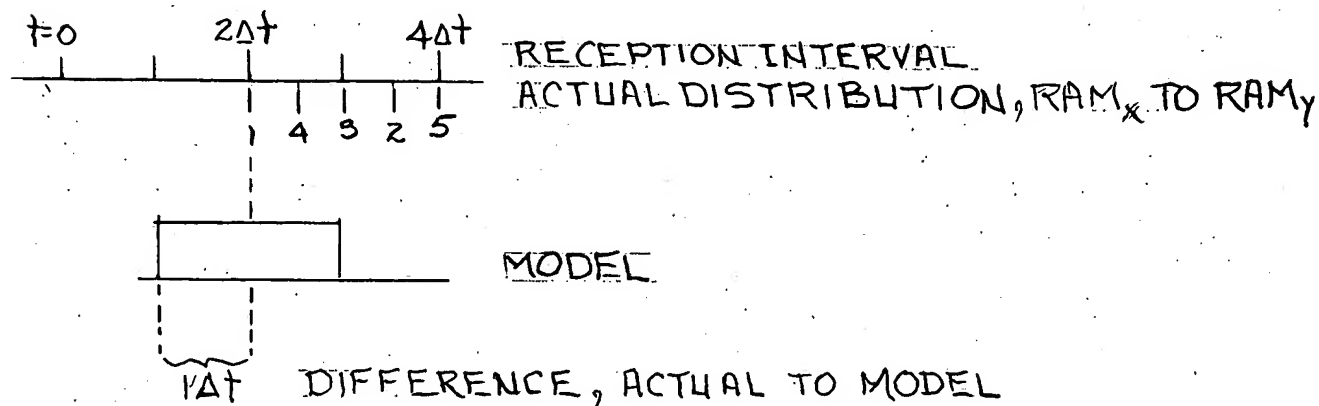 t=0 2Δt 4Δt
RECEPTION INTERVAL
ACTUAL DISTRIBUTION, RAMx TO RAMy
1 4 3 2 5
MODEL
1Δt DIFFERENCE, ACTUAL TO MODEL